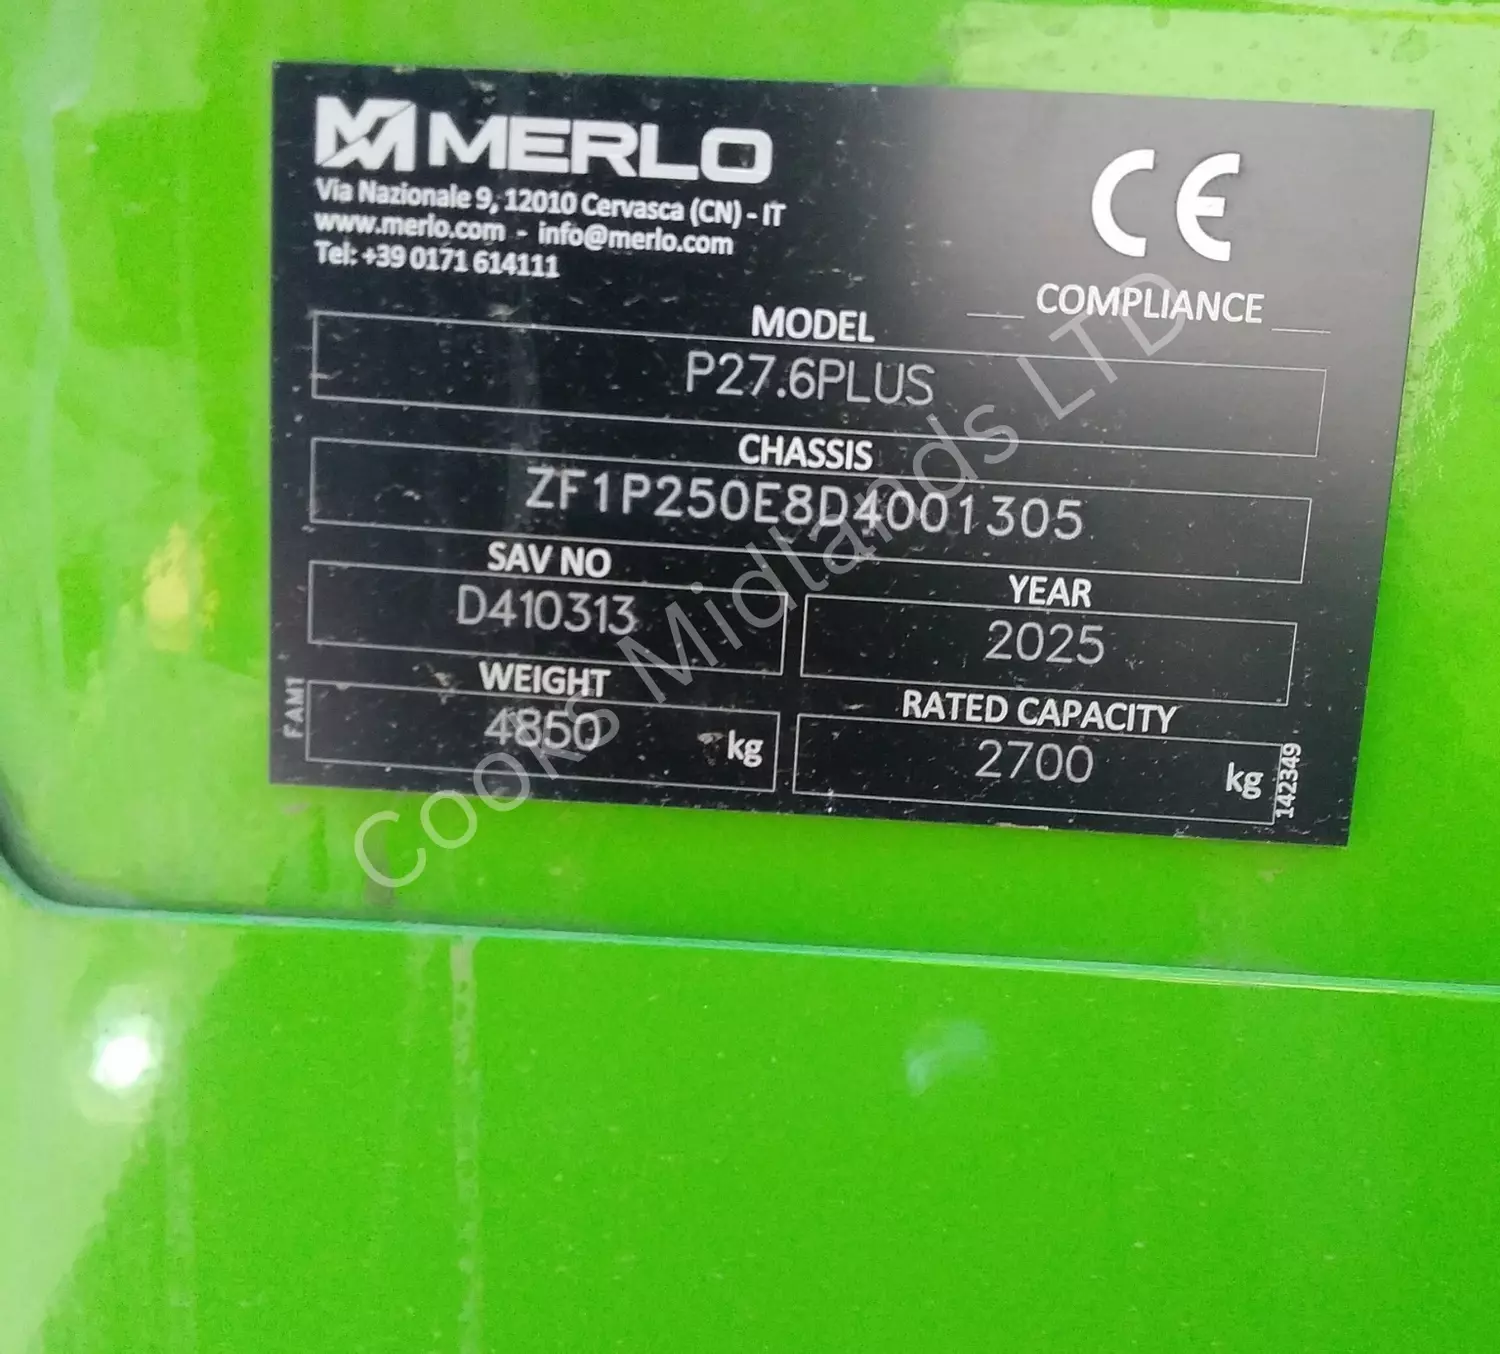 MERLO
Via Nazionale 9, 12010 Cervasca (CN) - IT
www.merlo.com - info@merlo.com
Tel: +39 0171 614111
CE
COMPLIANCE
MODEL
P27.6PLUS
CHASSIS
ZF1P250E8D4001305
SAV NO
D410313
YEAR
2025
WEIGHT
4850 kg
RATED CAPACITY
2700 kg
FAM1
142349
Cooks Midlands LTD